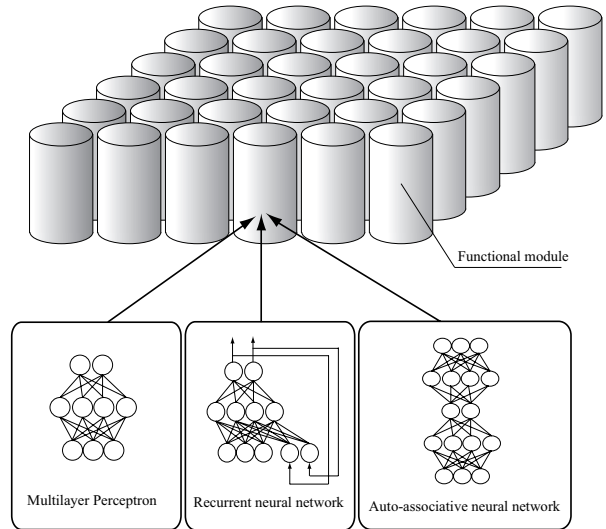 Functional module
Multilayer Perceptron
Recurrent neural network
Auto-associative neural network